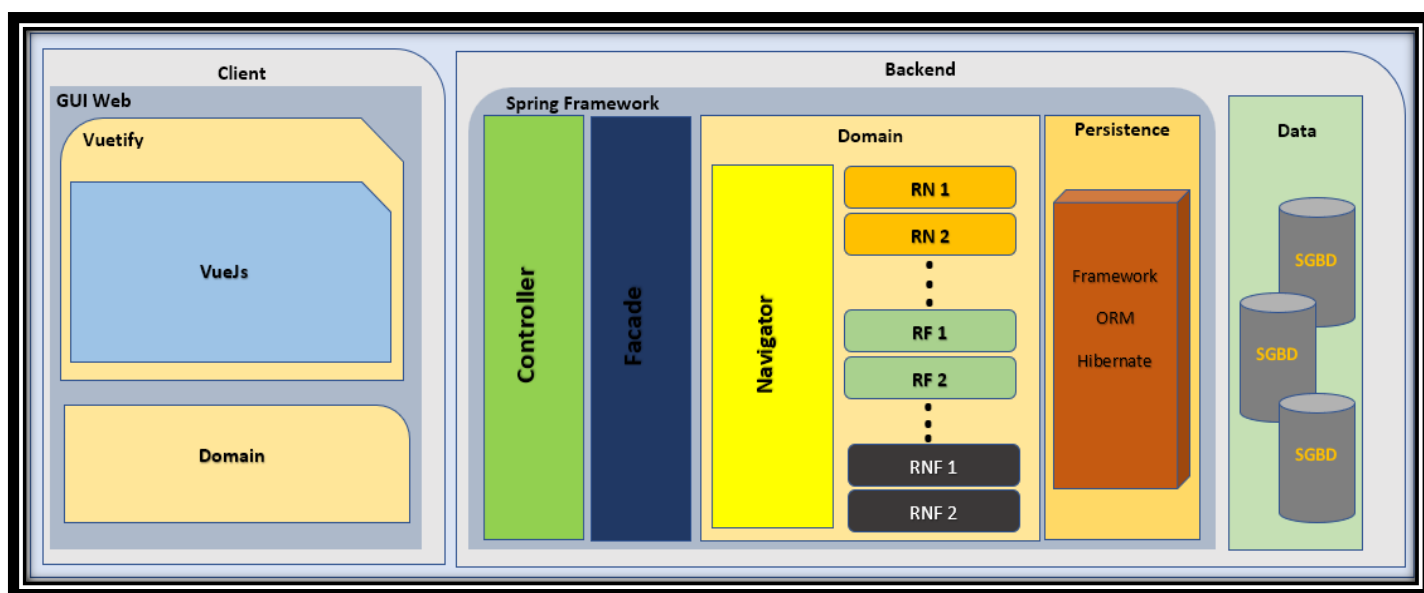 Client
GUI Web
Vuetify
VueJs
Domain
Backend
Spring Framework
Controller
Facade
Domain
Navigator
RN 1
RN 2
RF 1
RF 2
RNF 1
RNF 2
Persistence
Framework
ORM
Hibernate
Data
SGBD
SGBD
SGBD